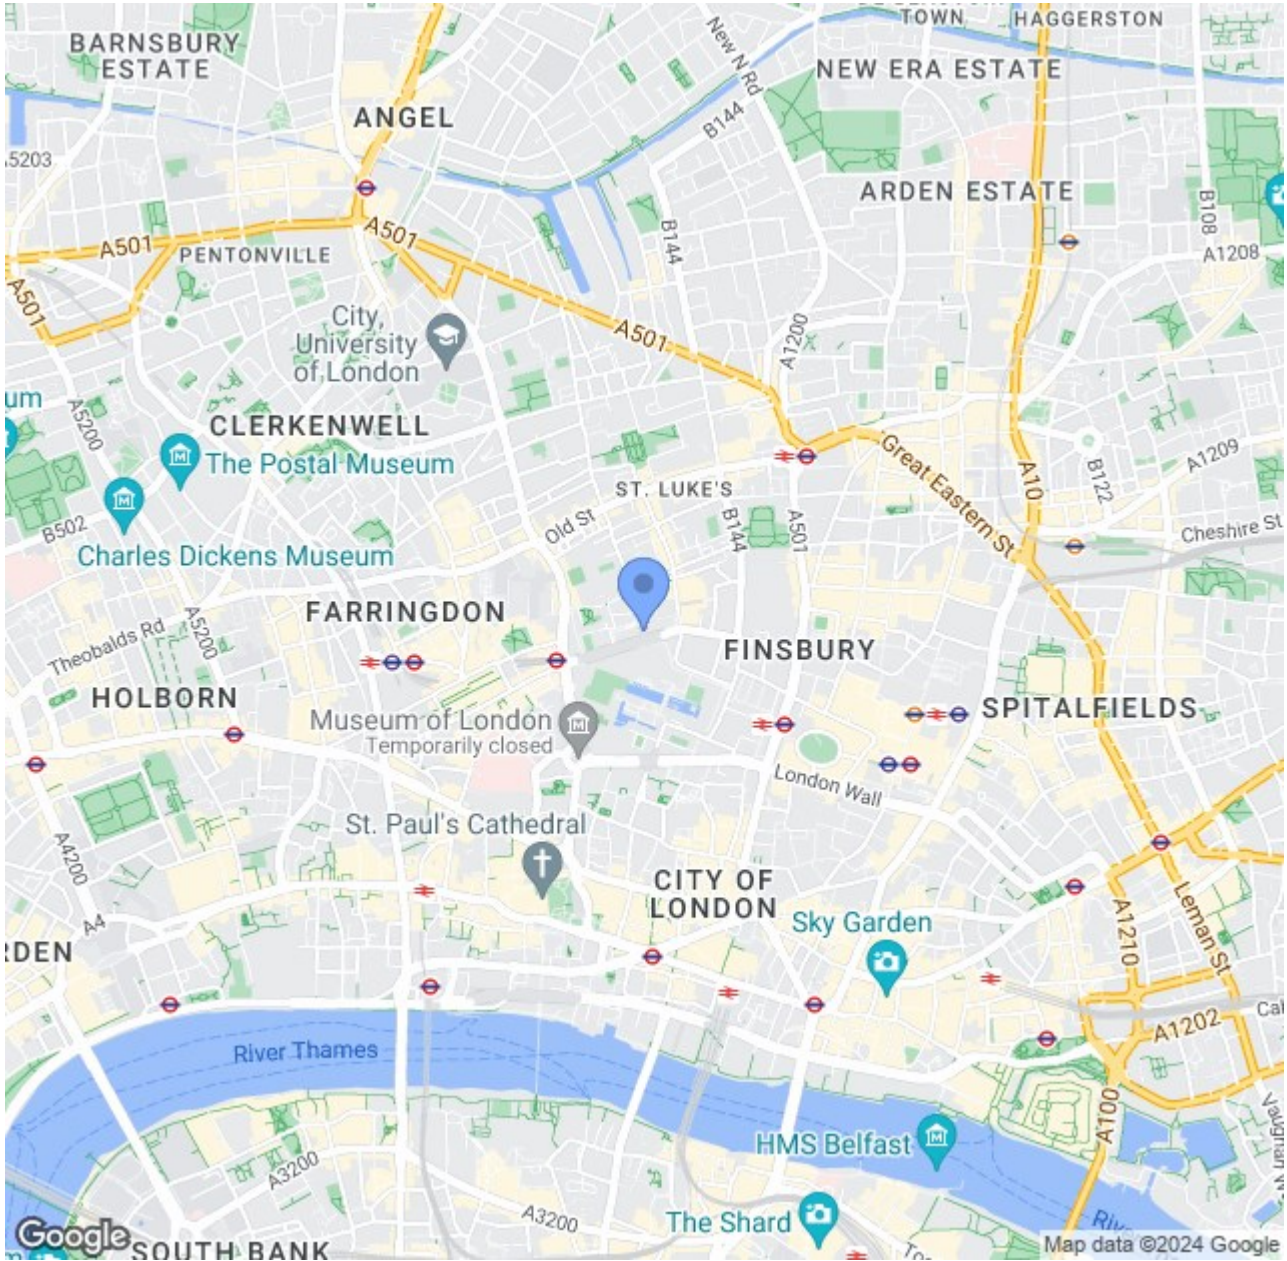 TOWN
HAGGERSTON
BARNSBURY
ESTATE
New N Rd
NEW ERA ESTATE
ANGEL
B144
5203
ARDEN ESTATE
B108
A501
A501
B144
A1208
PENTONVILLE
A501
City,
University
of London
A501
A1200
um
A5200
CLERKENWELL
The Postal Museum
Great Eastern St
A10
B122
A1209
ST. LUKE'S
B502
Old St
B144
A501
Cheshire St
Charles Dickens Museum
FARRINGDON
Theobalds Rd
A5200
FINSBURY
HOLBORN
Museum of London
Temporarily closed
SPITALFIELDS
London Wall
St. Paul's Cathedral
A4200
CITY OF
LONDON
A4
Sky Garden
A1210
Leman St
RDEN
River Thames
A1202
Cal
HMS Belfast
A100
Vaughan W
A3200
The Shard
A3200
River
Google
m
SOUTH BANK
Too
Map data ©2024 Google